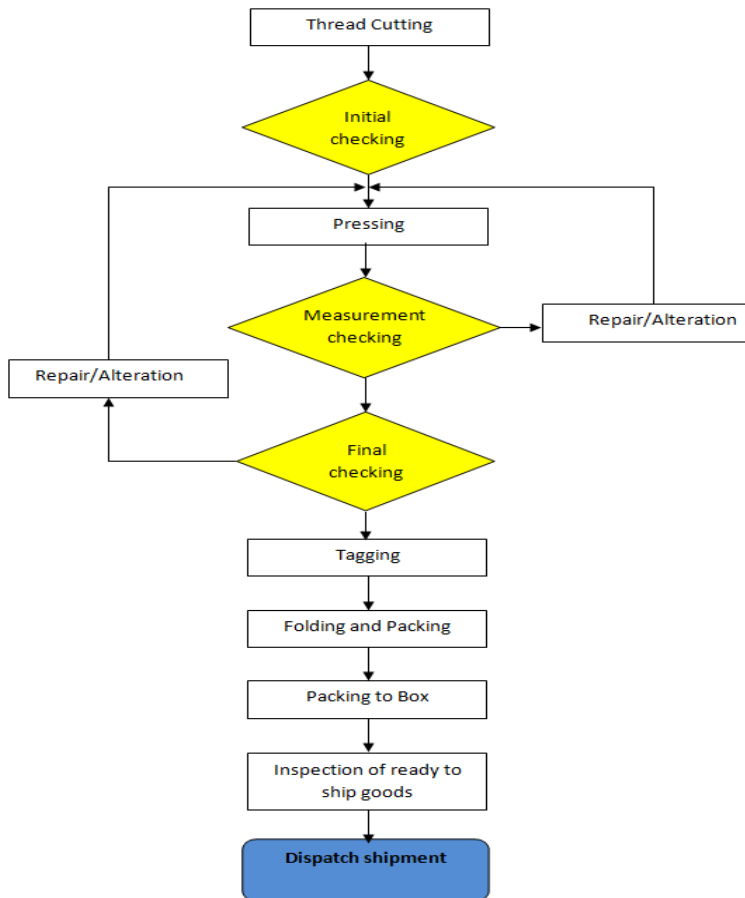 Thread Cutting
Initial
checking
Pressing
Measurement
checking
Repair/Alteration
Repair/Alteration
Final
checking
Tagging
Folding and Packing
Packing to Box
Inspection of ready to
ship goods
Dispatch shipment